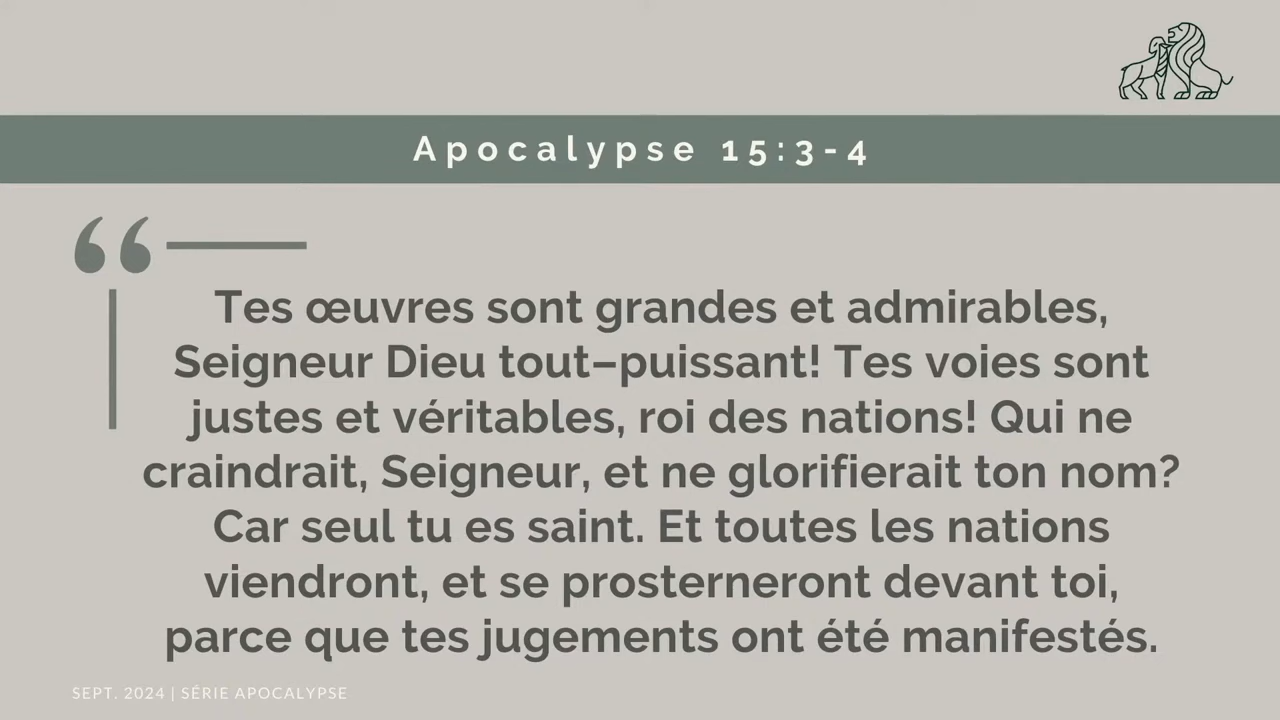 Apocalypse 15:3-4
“
Tes œuvres sont grandes et admirables,
Seigneur Dieu tout–puissant! Tes voies sont
justes et véritables, roi des nations! Qui ne
craindrait, Seigneur, et ne glorifierait ton nom?
Car seul tu es saint. Et toutes les nations
viendront, et se prosterneront devant toi,
parce que tes jugements ont été manifestés.
SEPT. 2024 | SÉRIE APOCALYPSE